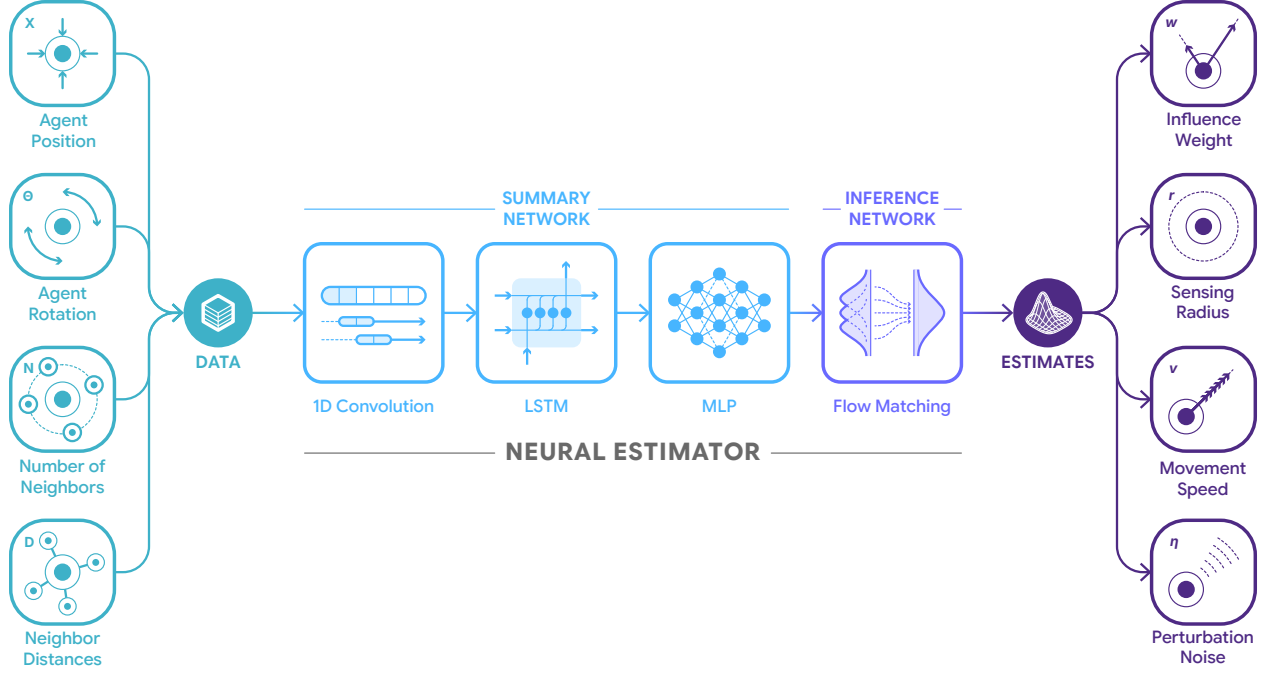 X
Agent
Position
Θ
Agent
Rotation
N
Number of
Neighbors
D
Neighbor
Distances
DATA
SUMMARY
NETWORK
1D Convolution
LSTM
MLP
INFERENCE
NETWORK
Flow Matching
NEURAL ESTIMATOR
ESTIMATES
w
Influence
Weight
r
Sensing
Radius
v
Movement
Speed
η
Perturbation
Noise